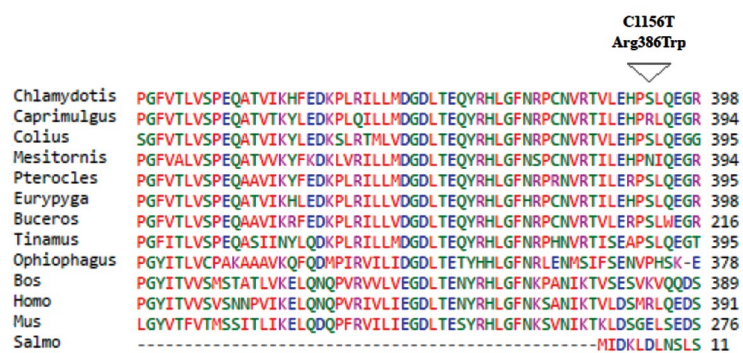 C1156T
Arg386Trp
Chlamydotis PGFVTLVSPEQATVIKHFEDKPLRILLMDGDLTEQYRHLGFNRPCNVRTVLEHPSLQEGR 398
Caprimulgus PGFVTLVSPEQATVTKYLEDKPLQILLMDGDLTEQYRHLGFNRPCNVRTILEHPRLQEGR 394
Colius SGFVTLVSPEQATVIKYLEDKSLRTMLVDGDLTEQYRHLGFNRPCNVRTILEHPSLQEGG 395
Mesitornis PGFVALVSPEQATVVKYFKDKLVRILLMDGDLTEQYRHLGFNSPCNVRTILEHPNIQEGR 394
Pterocles PGFVTLVSPEQAAVIKYFEDKPLRILLMDGDLTEQYRHLGFNRPRNVRTILERPSLQEGR 395
Eurypyga PGFVTLVSPEQATVIKHLEDKPLRILLVDGDLTEQYRHLGFHRPCNVRTILEHPSLQEGR 398
Buceros PGFVTLVSPEQAAVIKRFEDKPLRILLVDGDLTEQYRHLGFNRPCNVRTVLERPSLWEGR 216
Tinamus PGFITLVSPEQASIINYLQDKPLRILLMDGDLTEQYRHLGFNRPHNVRTISEAPSLQEGT 395
Ophiophagus PGYITLVCPAKAAAVKQFQDMPIRVILIDGDLTETYHHLGFNRLENMSIFSENVPHSK-E 378
Bos PGYITVVSMSTATLVKELQNQPVRVVLVEGDLTENYRHLGFNKPANIKTVSESVKVQQDS 389
Homo PGYITVVSVSNNPVIKELQNQPVRIVLIEGDLTENYRHLGFNKSANIKTVLDSMRLQEDS 391
Mus LGYVTFVTMSSITLIKELQDQPFRVILIEGDLTESYRHLGFNKSVNIKTKLDSGELSEDS 276
Salmo -------------------------------------------------MIDKLDLNSLS 11